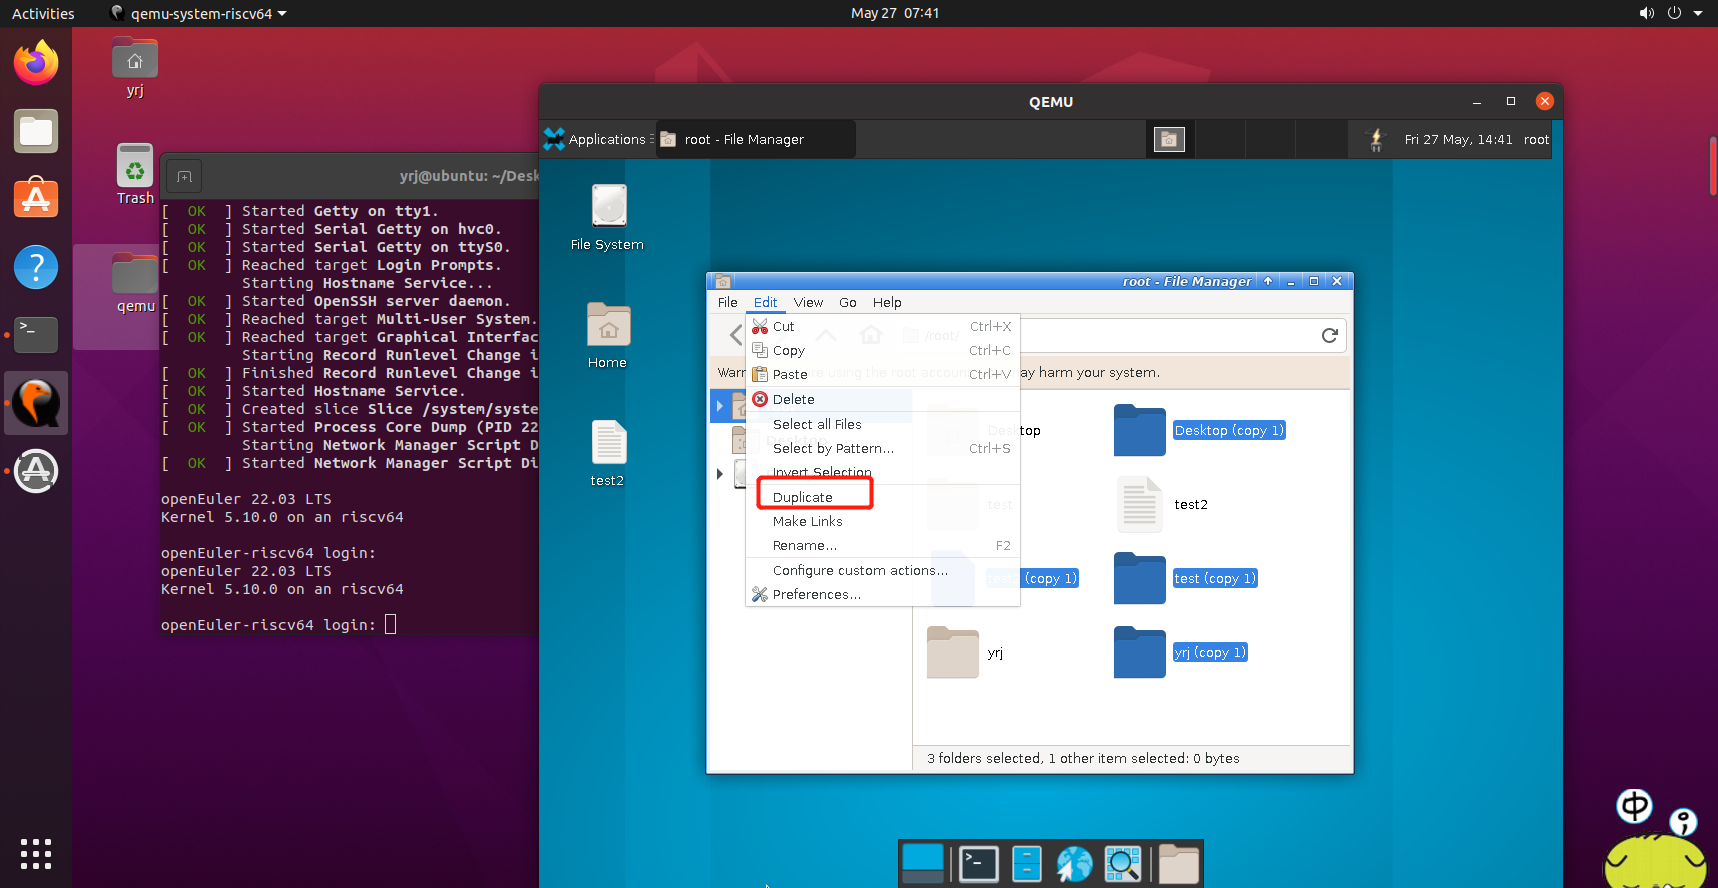 Activities
qemu-system-riscv64
May 27 07:41
yrj
Trash
qemu
yrj@ubuntu: ~/Desk
[ OK ] Started Getty on tty1.
[ OK ] Started Serial Getty on hvc0.
[ OK ] Started Serial Getty on ttyS0.
[ OK ] Reached target Login Prompts.
Starting Hostname Service...
[ OK ] Started OpenSSH server daemon.
[ OK ] Reached target Multi-User System.
[ OK ] Reached target Graphical Interfac
Starting Record Runlevel Change i
[ OK ] Finished Record Runlevel Change i
[ OK ] Started Hostname Service.
[ OK ] Created slice Slice /system/syste
[ OK ] Started Process Core Dump (PID 22
Starting Network Manager Script D
[ OK ] Started Network Manager Script Di
openEuler 22.03 LTS
Kernel 5.10.0 on an riscv64
openEuler-riscv64 login:
openEuler 22.03 LTS
Kernel 5.10.0 on an riscv64
openEuler-riscv64 login:
QEMU
Applications
root - File Manager
Fri 27 May, 14:41
root
File System
Home
test2
root - File Manager
File Edit View Go Help
/root/
Warn
re using the root accoun
ay harm your system.
Cut Ctrl+X
Copy Ctrl+C
Paste Ctrl+V
Delete
Select all Files
Select by Pattern... Ctrl+S
Invert Selection
Duplicate
Make Links
Rename... F2
Configure custom actions...
Preferences...
Desktop
Desktop (copy 1)
test
test2
(copy 1)
test (copy 1)
yrj
yrj (copy 1)
3 folders selected, 1 other item selected: 0 bytes
中